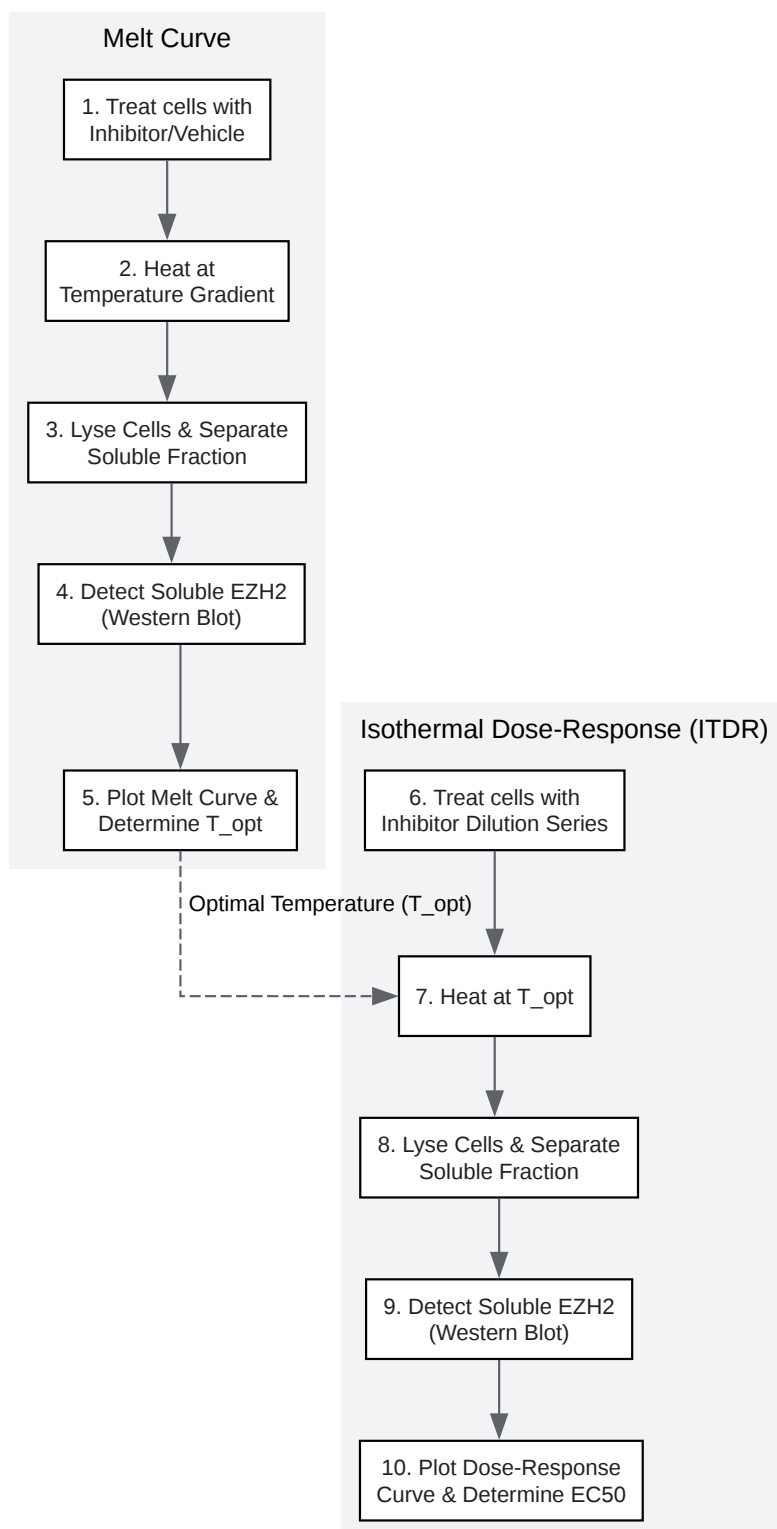 Melt Curve
1. Treat cells with
Inhibitor/Vehicle
2. Heat at
Temperature Gradient
3. Lyse Cells & Separate
Soluble Fraction
4. Detect Soluble EZH2
(Western Blot)
5. Plot Melt Curve &
Determine T_opt
Optimal Temperature (T_opt)
Isothermal Dose-Response (ITDR)
6. Treat cells with
Inhibitor Dilution Series
7. Heat at T_opt
8. Lyse Cells & Separate
Soluble Fraction
9. Detect Soluble EZH2
(Western Blot)
10. Plot Dose-Response
Curve & Determine EC50